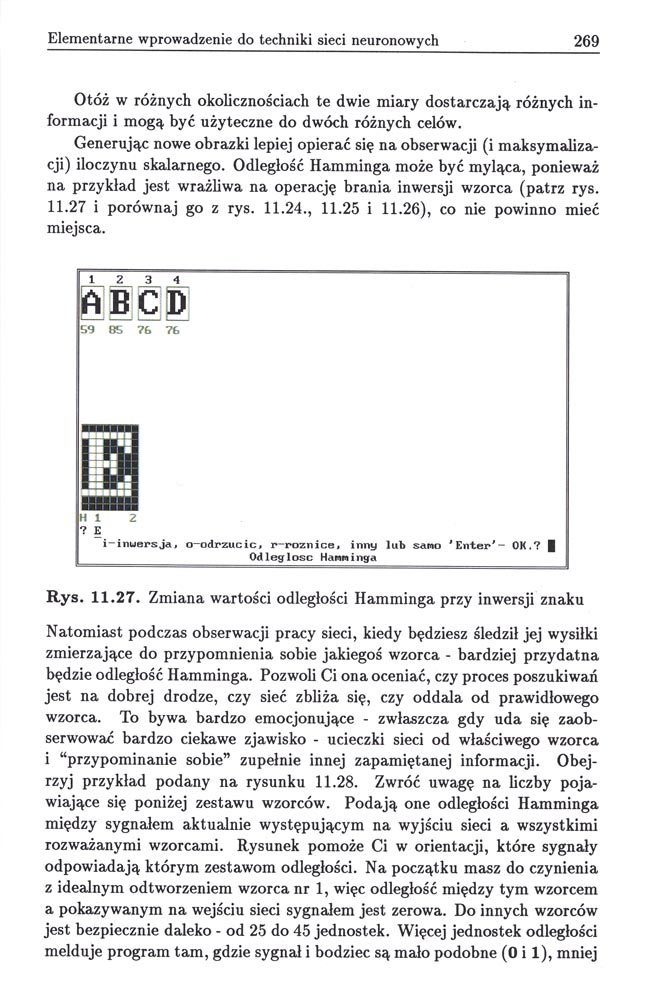 Elementarne wprowadzenie do techniki sieci neuronowych 269
Otóż w różnych okolicznościach te dwie miary dostarczają różnych in-
formacji i mogą być użyteczne do dwóch różnych celów.
Generując nowe obrazki lepiej opierać się na obserwacji (i maksymaliza-
cji) iloczynu skalarnego. Odległość Hamminga może być myląca, ponieważ
na przykład jest wrażliwa na operację brania inwersji wzorca (patrz rys.
11.27 i porównaj go z rys. 11.24., 11.25 i 11.26), co nie powinno mieć
miejsca.
1 2 3 4
A B C D
59 85 76 76
H 1 2
? E
i-inwersja, o-odrzucic, r-roznice, inny lub samo 'Enter'- OK.?
Odleglosc Hamminga
Rys. 11.27. Zmiana wartości odległości Hamminga przy inwersji znaku
Natomiast podczas obserwacji pracy sieci, kiedy będziesz śledził jej wysiłki
zmierzające do przypomnienia sobie jakiegoś wzorca - bardziej przydatna
będzie odległość Hamminga. Pozwoli Ci ona oceniać, czy proces poszukiwań
jest na dobrej drodze, czy sieć zbliża się, czy oddala od prawidłowego
wzorca. To bywa bardzo emocjonujące - zwłaszcza gdy uda się zaob-
serwować bardzo ciekawe zjawisko - ucieczki sieci od właściwego wzorca
i “przypominanie sobie” zupełnie innej zapamiętanej informacji. Obej-
rzyj przykład podany na rysunku 11.28. Zwróć uwagę na liczby poja-
wiające się poniżej zestawu wzorców. Podają one odległości Hamminga
między sygnałem aktualnie występującym na wyjściu sieci a wszystkimi
rozważanymi wzorcami. Rysunek pomoże Ci w orientacji, które sygnały
odpowiadają którym zestawom odległości. Na początku masz do czynienia
z idealnym odtworzeniem wzorca nr 1, więc odległość między tym wzorcem
a pokazywanym na wejściu sieci sygnałem jest zerowa. Do innych wzorców
jest bezpiecznie daleko - od 25 do 45 jednostek. Więcej jednostek odległości
melduje program tam, gdzie sygnał i bodziec są mało podobne (0 i 1), mniej